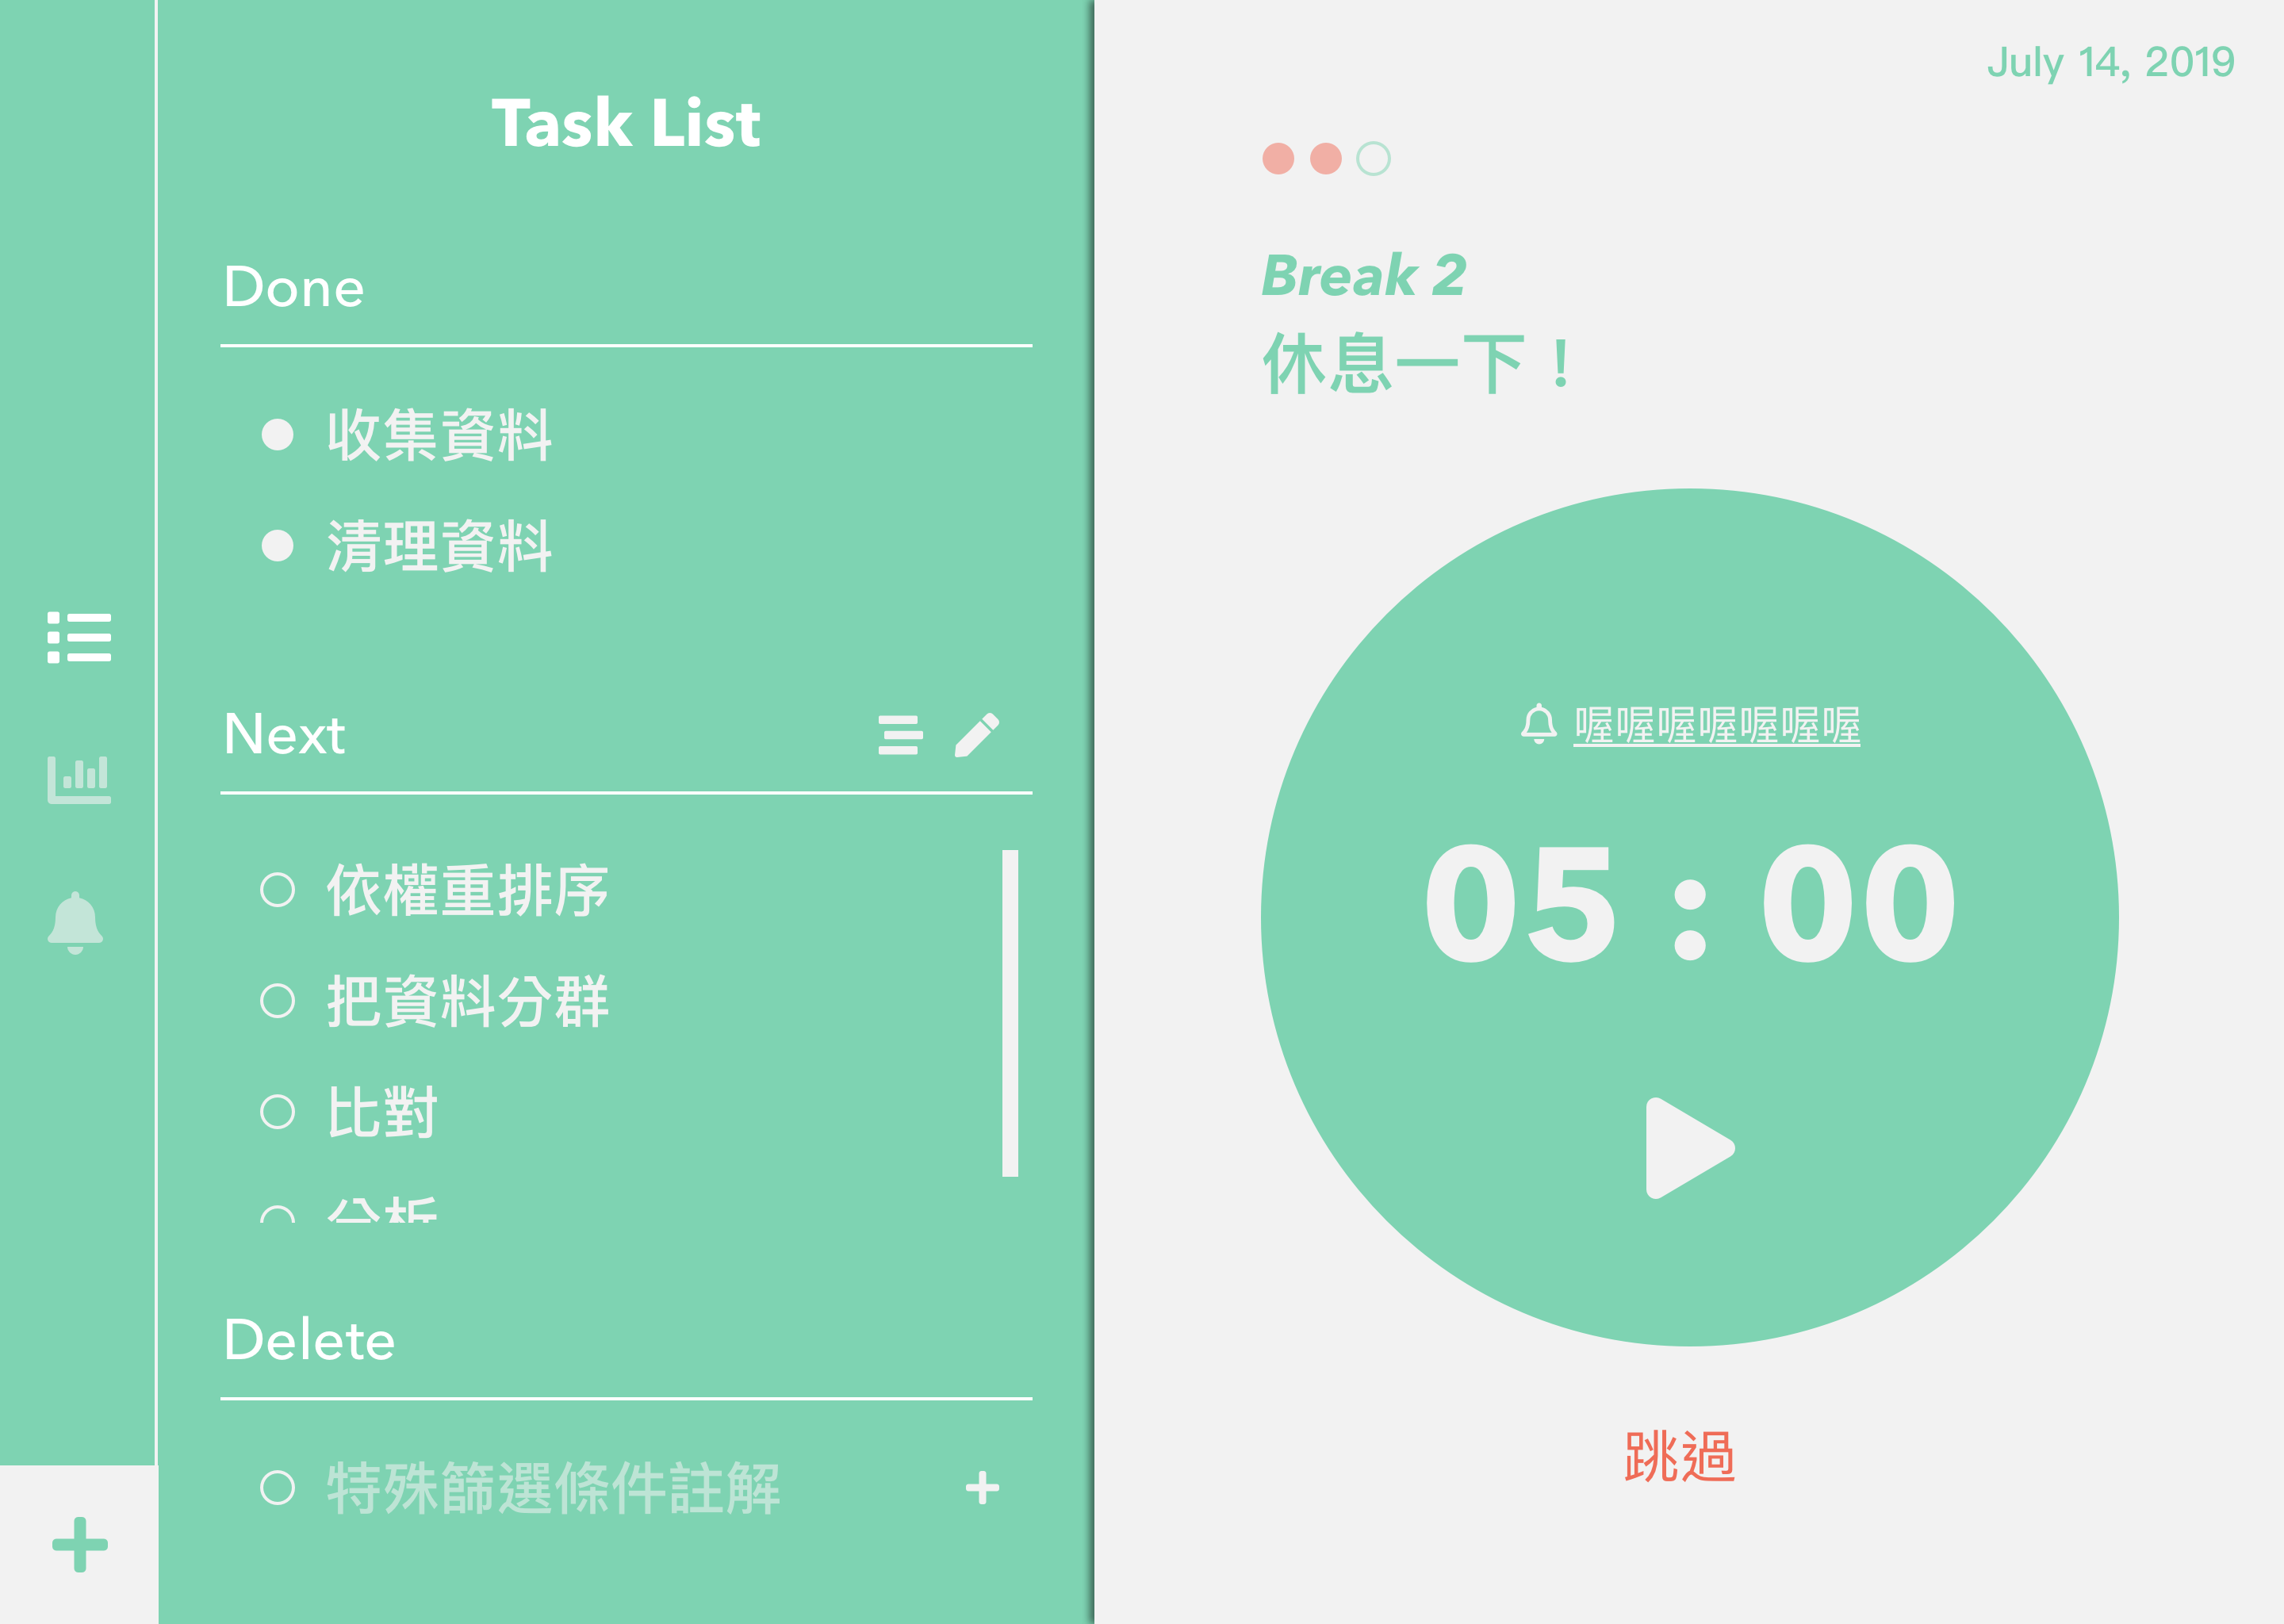 Task List
Done
收集資料
清理資料
Next
依權重排序
把資料分群
比對
分析
Delete
特殊篩選條件註解
July 14, 2019
Break 2
休息一下！
喔喔喔喔喔喔喔
05 : 00
跳過